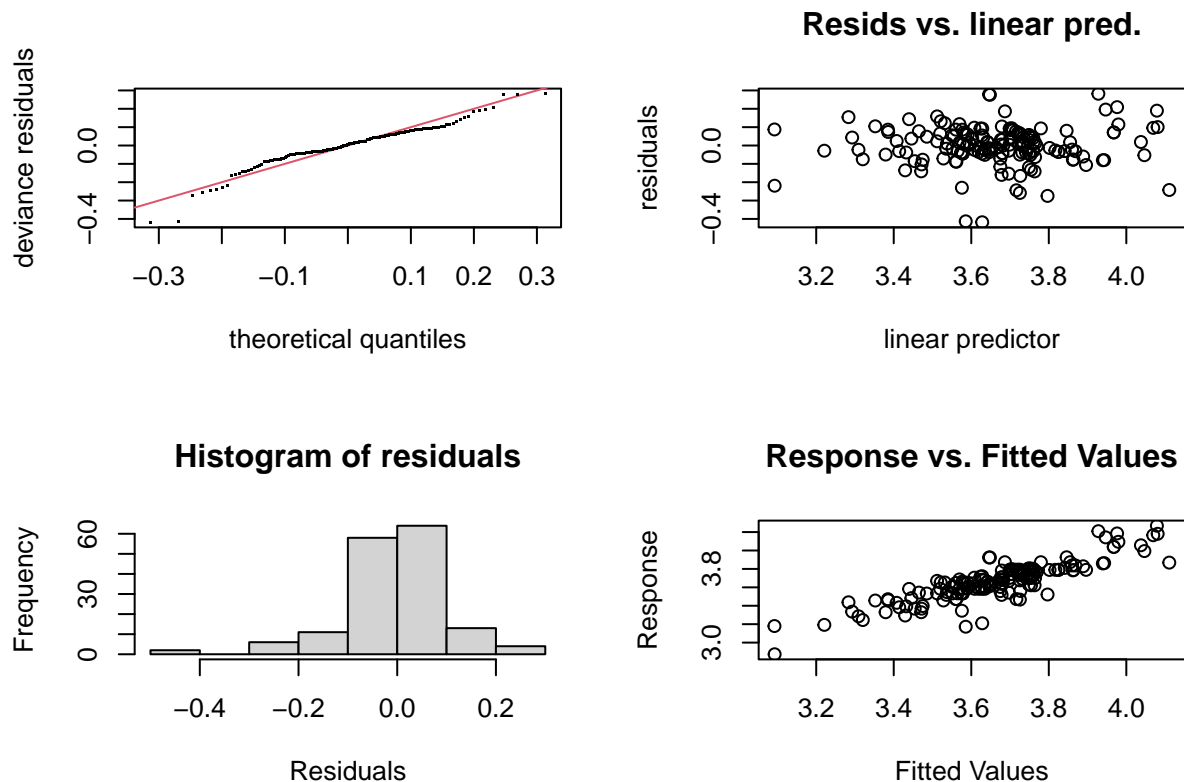 deviance residuals
−0.4
0.0
−0.3
−0.1
0.1
0.3
theoretical quantiles
Resids vs. linear pred.
residuals
−0.4
0.0
3.2
3.4
3.6
3.8
4.0
linear predictor
Histogram of residuals
Frequency
0
30
60
−0.4
−0.2
0.0
0.2
Residuals
Response vs. Fitted Values
Response
3.0
3.8
3.2
3.4
3.6
3.8
4.0
Fitted Values